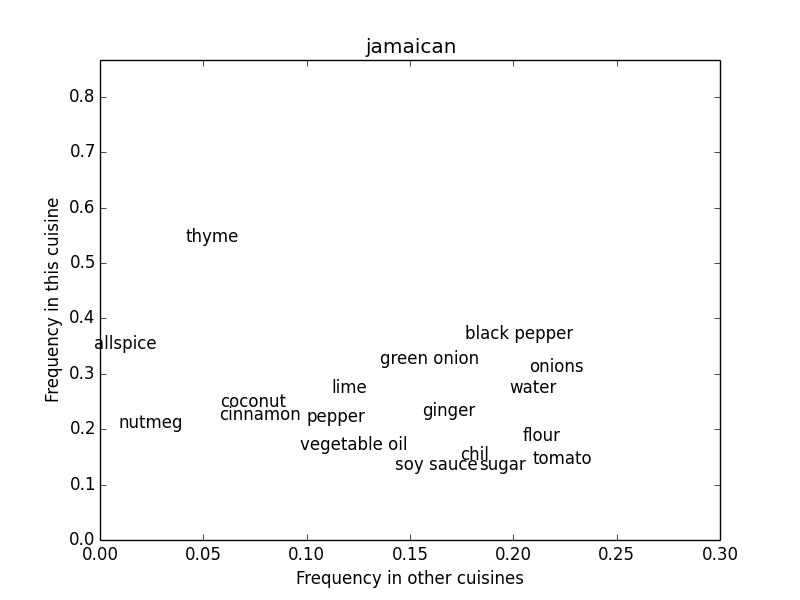 jamaican
0.8
0.7
0.6
thyme
0.5
Frequency in this cuisine
0.4
black pepper
allspice
green onion
onions
0.3
lime
water
coconut
cinnamon
pepper
ginger
nutmeg
0.2
flour
vegetable oil
chil
tomato
soy sauce
sugar
0.1
0.0
0.00 0.05 0.10 0.15 0.20 0.25 0.30
Frequency in other cuisines